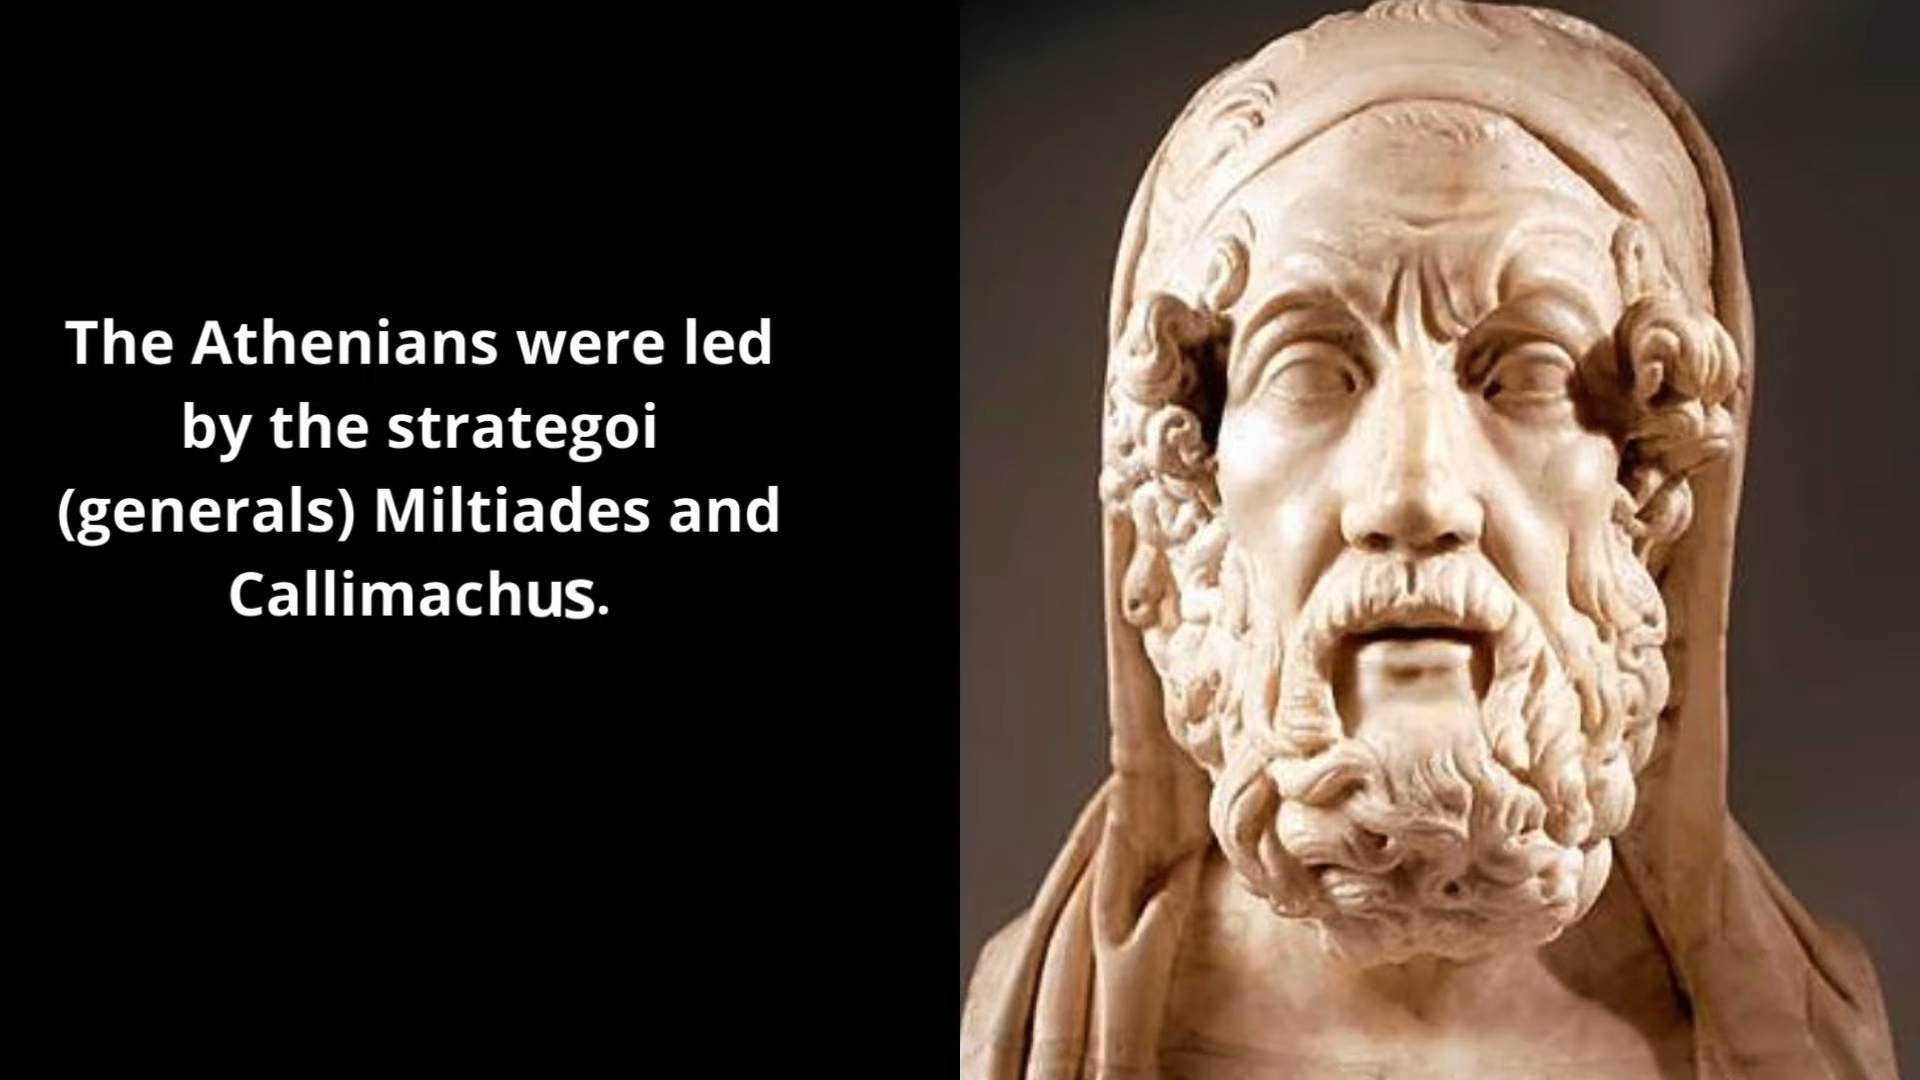 The Athenians were led
by the strategoi
(generals) Miltiades and
Callimachus.